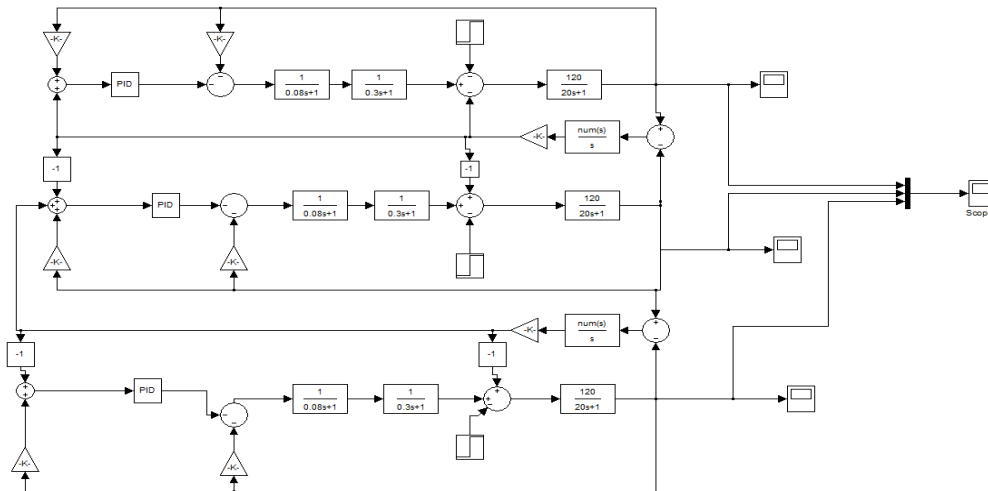 -K-
-K-
PID
1
0.08s+1
1
0.3s+1
120
20s+1
-K-
num(s)
s
-1
-1
PID
1
0.08s+1
1
0.3s+1
120
20s+1
Scop
-K-
-K-
-K-
num(s)
s
-1
-1
PID
1
0.08s+1
1
0.3s+1
120
20s+1
-K-
-K-